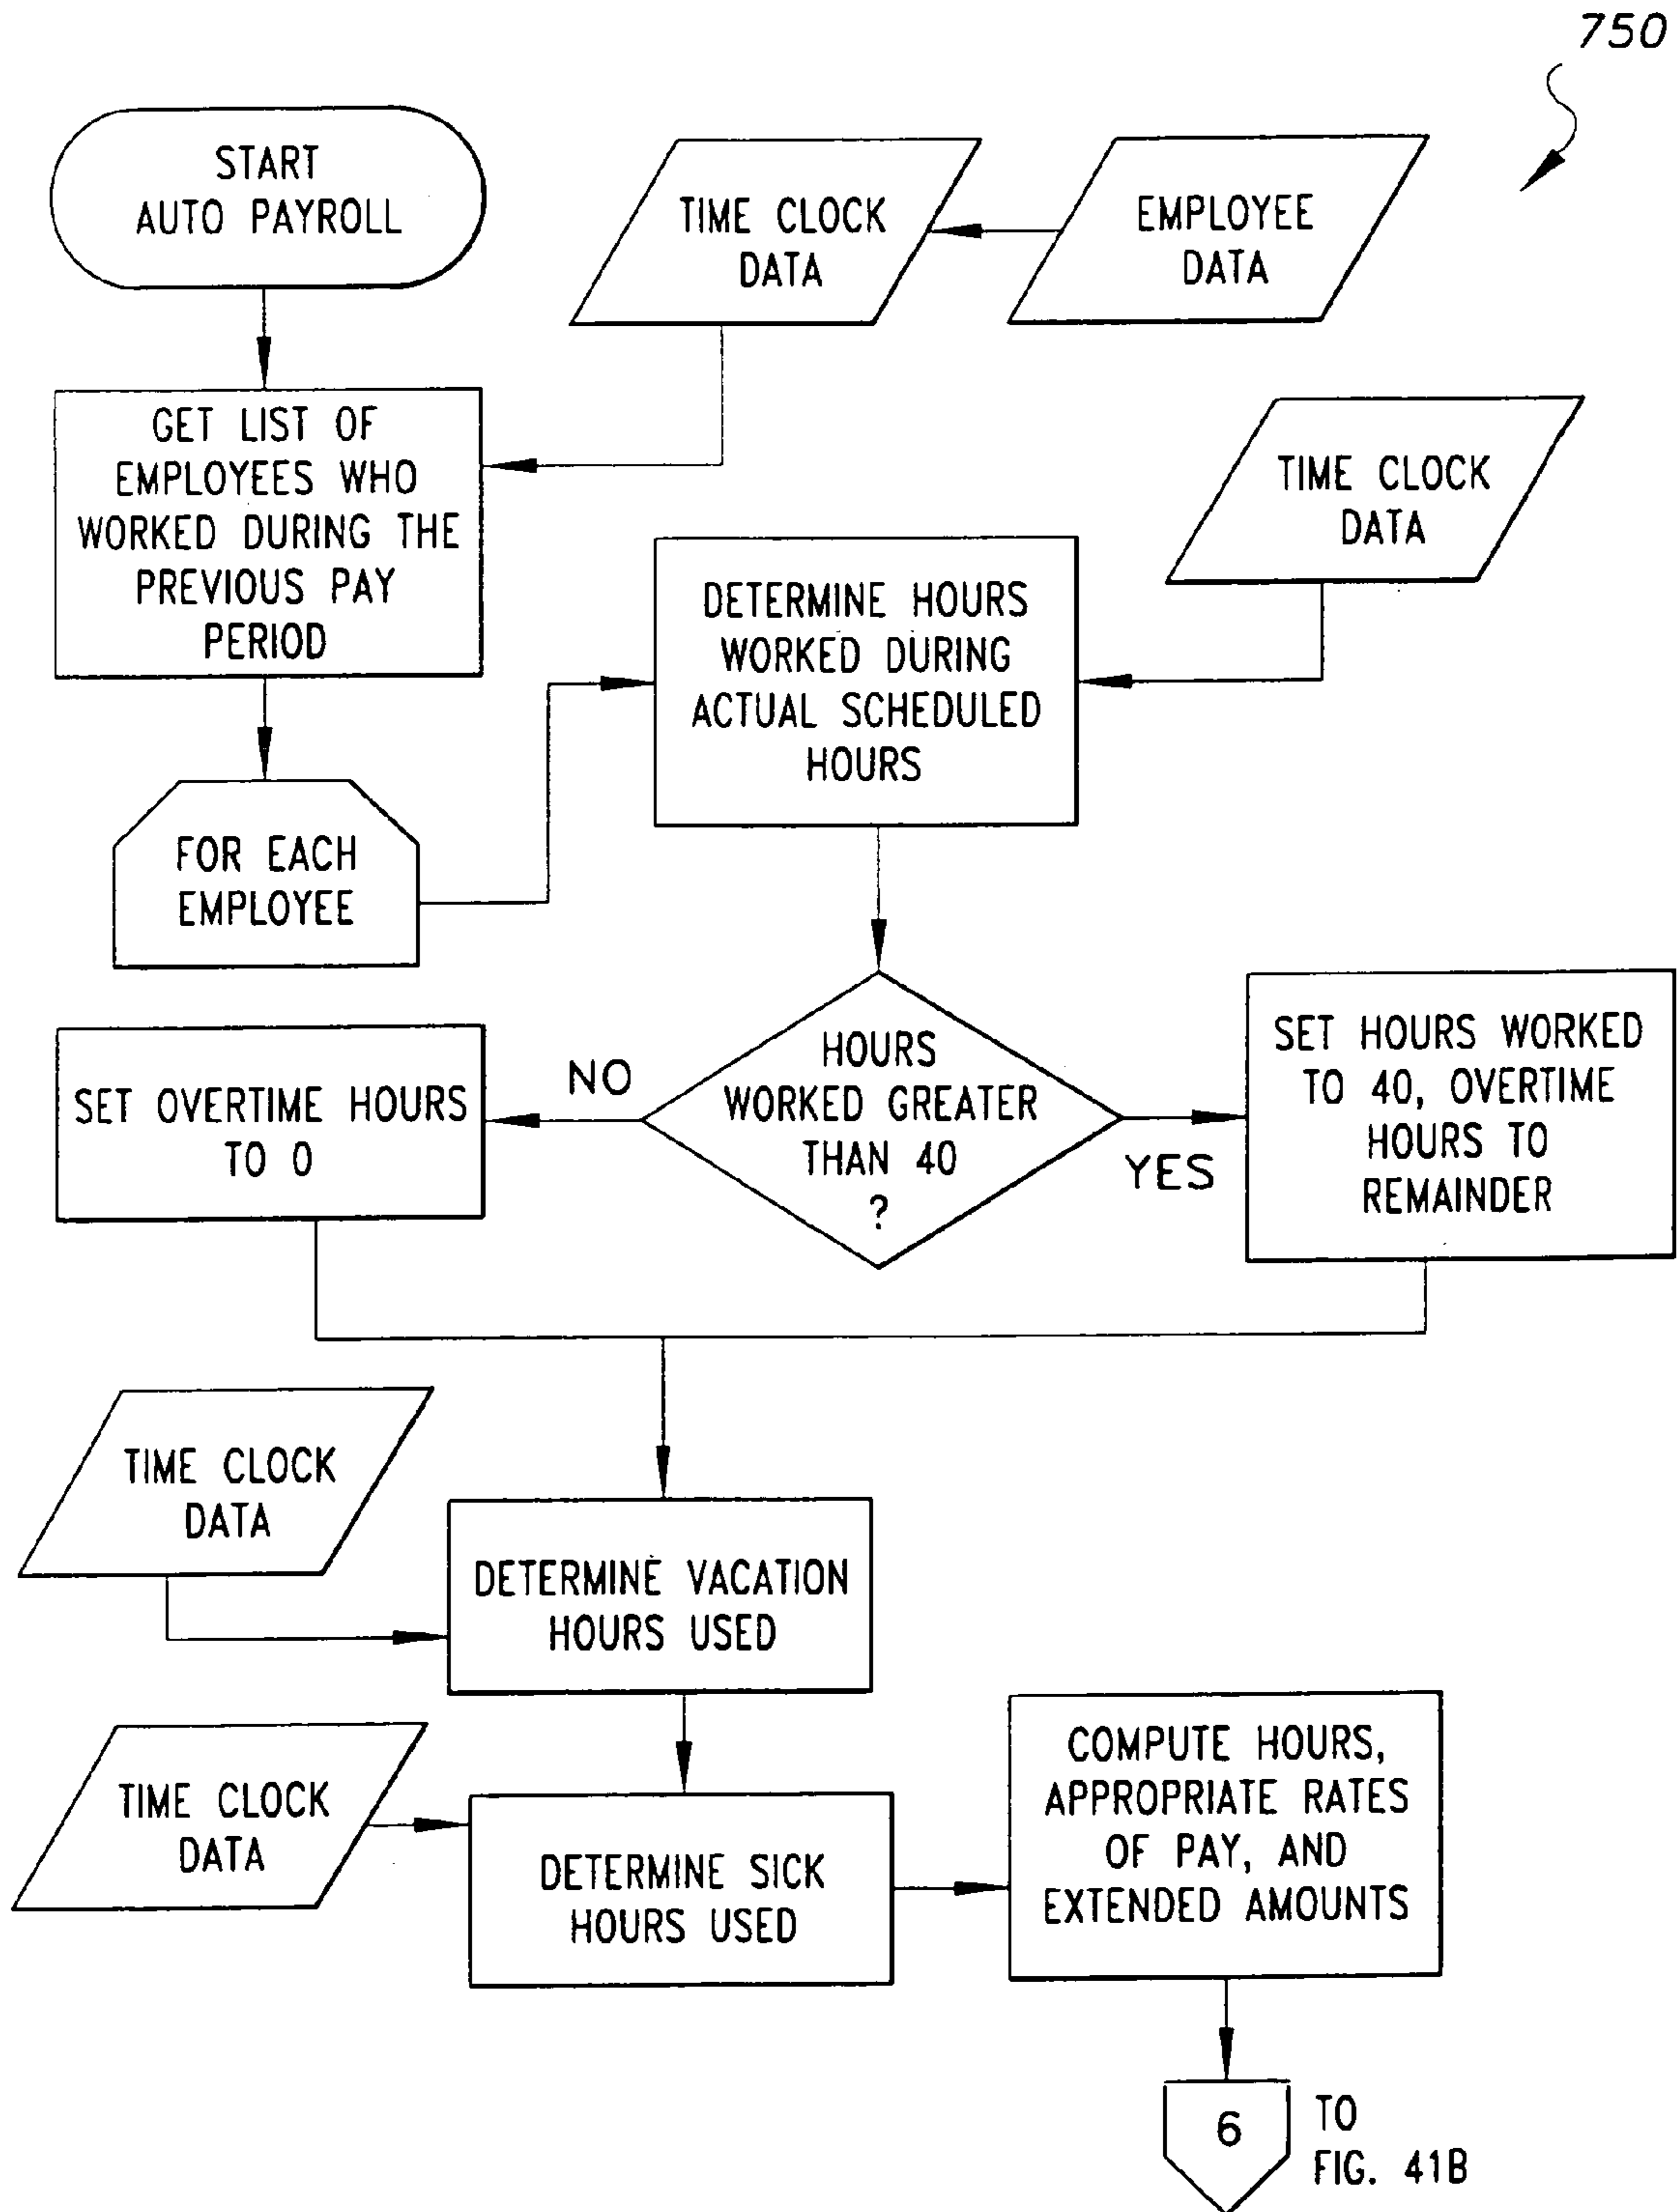 750
START
AUTO PAYROLL
TIME CLOCK
DATA
EMPLOYEE
DATA
GET LIST OF
EMPLOYEES WHO
WORKED DURING THE
PREVIOUS PAY
PERIOD
TIME CLOCK
DATA
DETERMINE HOURS
WORKED DURING
ACTUAL SCHEDULED
HOURS
FOR EACH
EMPLOYEE
HOURS
WORKED GREATER
THAN 40
?
NO
YES
SET OVERTIME HOURS
TO 0
SET HOURS WORKED
TO 40, OVERTIME
HOURS TO
REMAINDER
TIME CLOCK
DATA
DETERMINE VACATION
HOURS USED
TIME CLOCK
DATA
DETERMINE SICK
HOURS USED
COMPUTE HOURS,
APPROPRIATE RATES
OF PAY, AND
EXTENDED AMOUNTS
6
TO
FIG. 41B